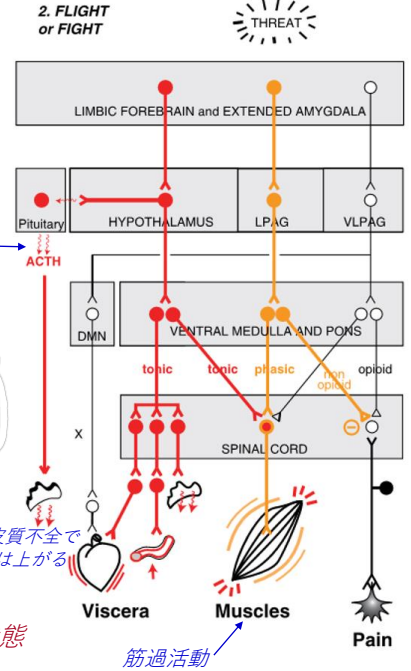 2. FLIGHT
or FIGHT
THREAT
LIMBIC FOREBRAIN and EXTENDED AMYGDALA
Pituitary
HYPOTHALAMUS
LPAG
VLPAG
ACTH
DMN
VENTRAL MEDULLA AND PONS
tonic
tonic
phasic
non
opioid
opioid
X
SPINAL CORD
質不全で
は上がる
Viscera
Muscles
Pain
態
筋過活動